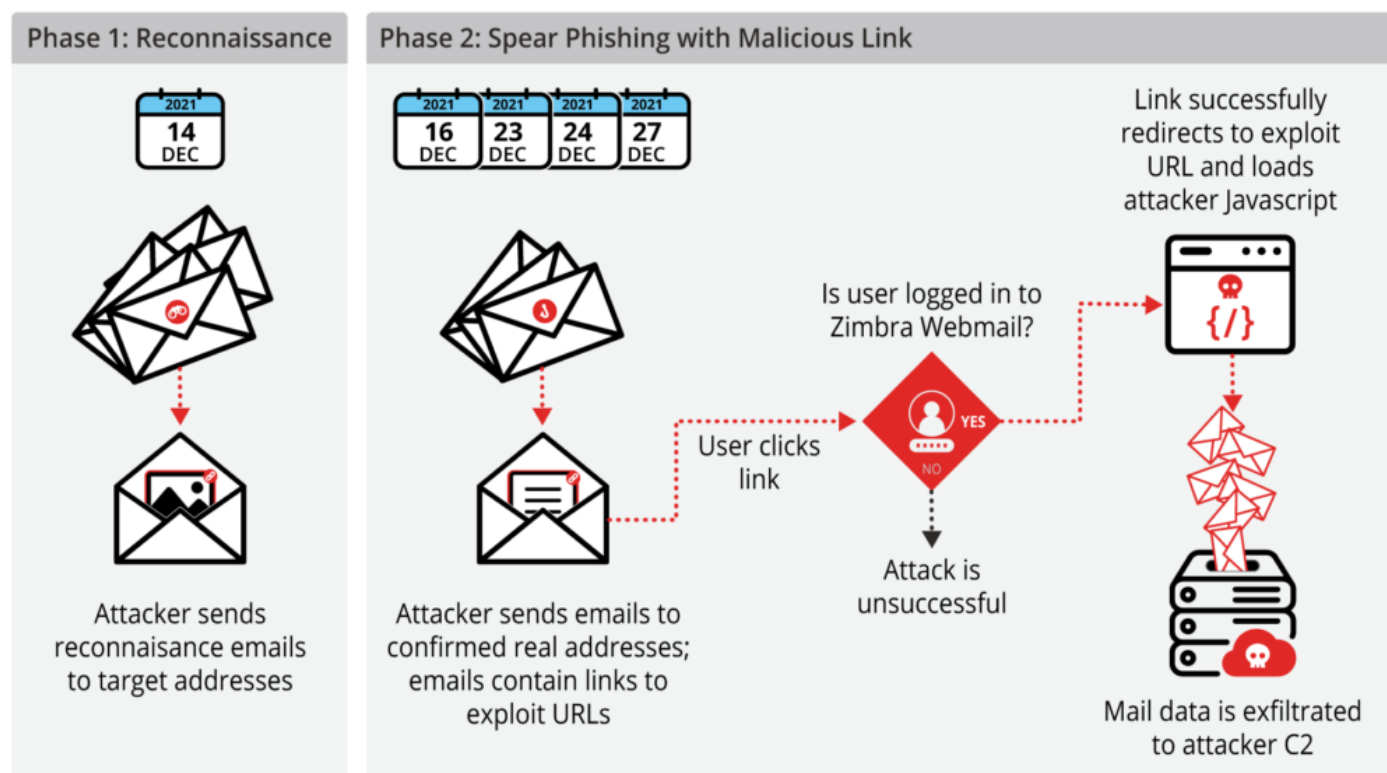 Phase 1: Reconnaissance
2021
14
DEC
Attacker sends
reconnaisance emails
to target addresses
Phase 2: Spear Phishing with Malicious Link
2021
16
DEC
2021
23
DEC
2021
24
DEC
2021
27
DEC
Attacker sends emails to
confirmed real addresses;
emails contain links to
exploit URLs
User clicks
link
Is user logged in to
Zimbra Webmail?
YES
*****
NO
Attack is
unsuccessful
Link successfully
redirects to exploit
URL and loads
attacker Javascript
{/}
Mail data is exfiltrated
to attacker C2